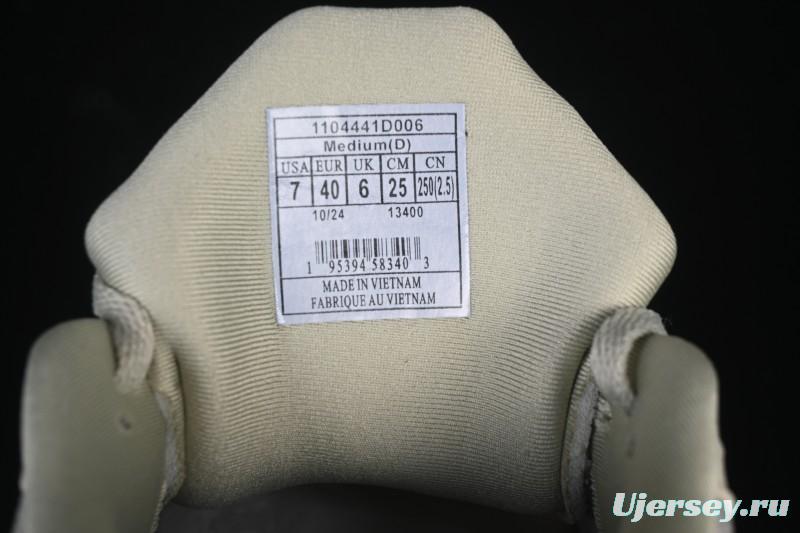 1104441D006
Medium(D)
USA EUR UK CM CN
7 40 6 25 250(2.5)
10/24 13400
1 95394 58340 3
MADE IN VIETNAM
FABRIQUE AU VIETNAM
Ujersey.ru